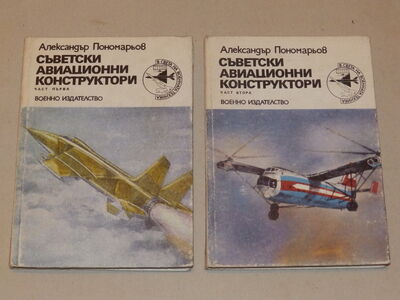 Александър Пономарьов
СЪВЕТСКИ
АВИАЦИОННИ
КОНСТРУКТОРИ
ЧАСТ ПЪРВА
ВОЕННО ИЗДАТЕЛСТВО
Александър Пономарьов
СЪВЕТСКИ
АВИАЦИОННИ
КОНСТРУКТОРИ
ЧАСТ ВТОРА
ВОЕННО ИЗДАТЕЛСТВО